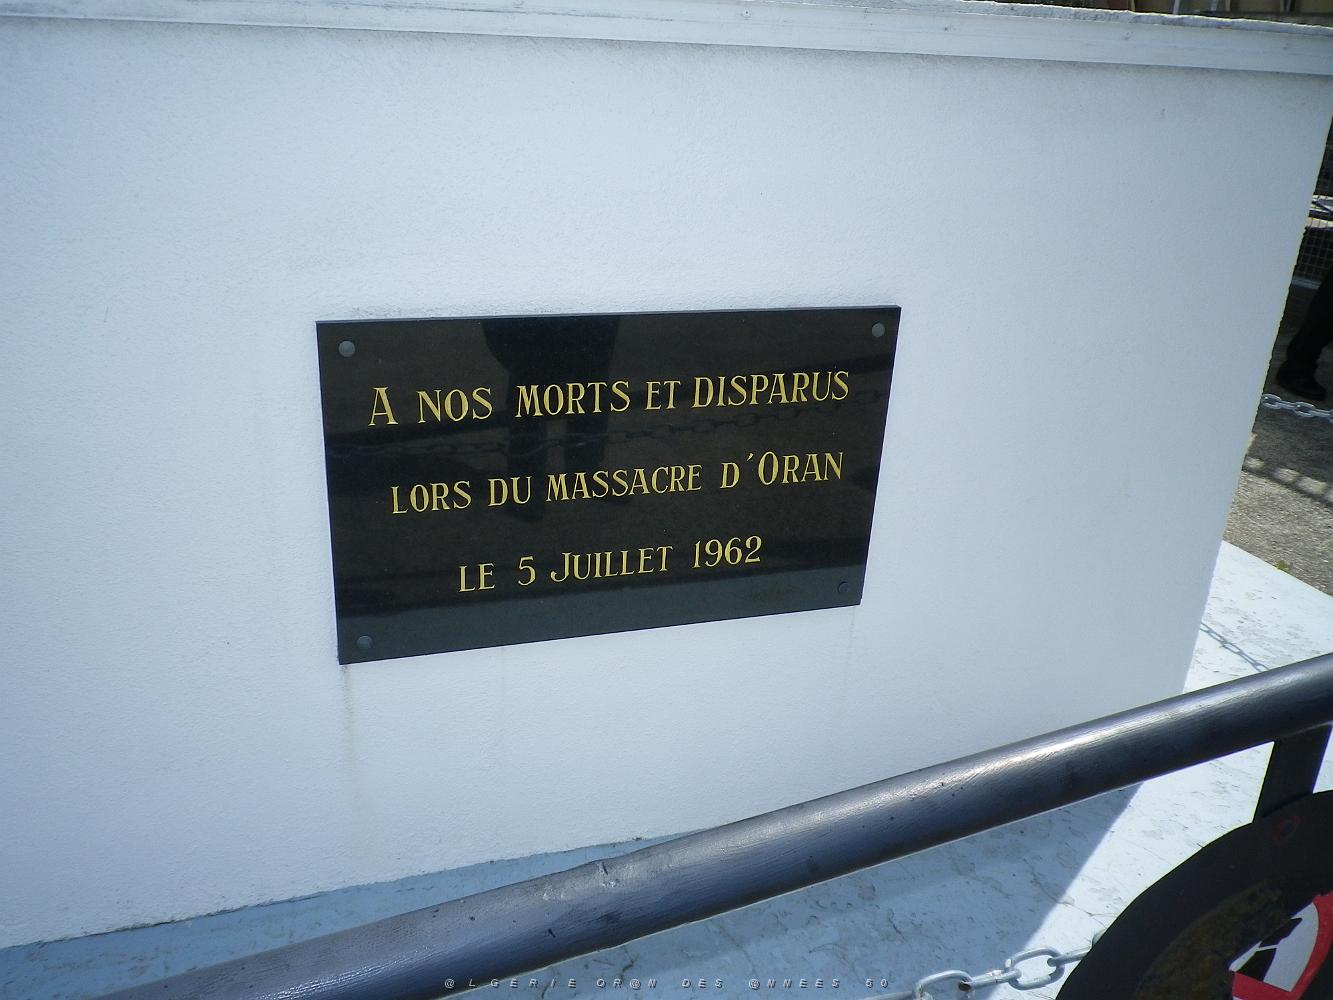 A NOS MORTS ET DISPARUS
LORS DU MASSACRE D'ORAN
LE 5 JUILLET 1962
@LGERIE OR@N DES @NNEES 50